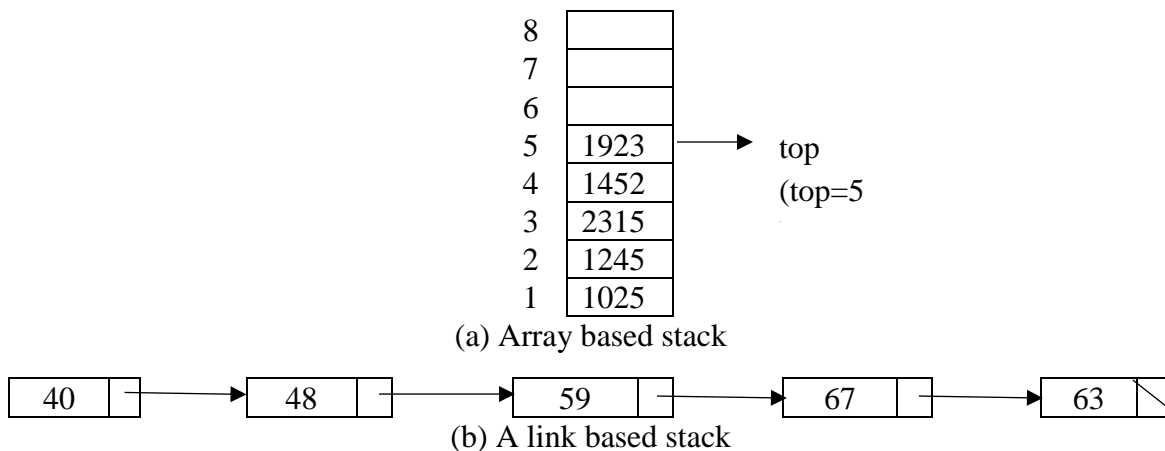 8
7
6
5 1923 top
4 1452 (top=5
3 2315
2 1245
1 1025
(a) Array based stack
40 48 59 67 63
(b) A link based stack